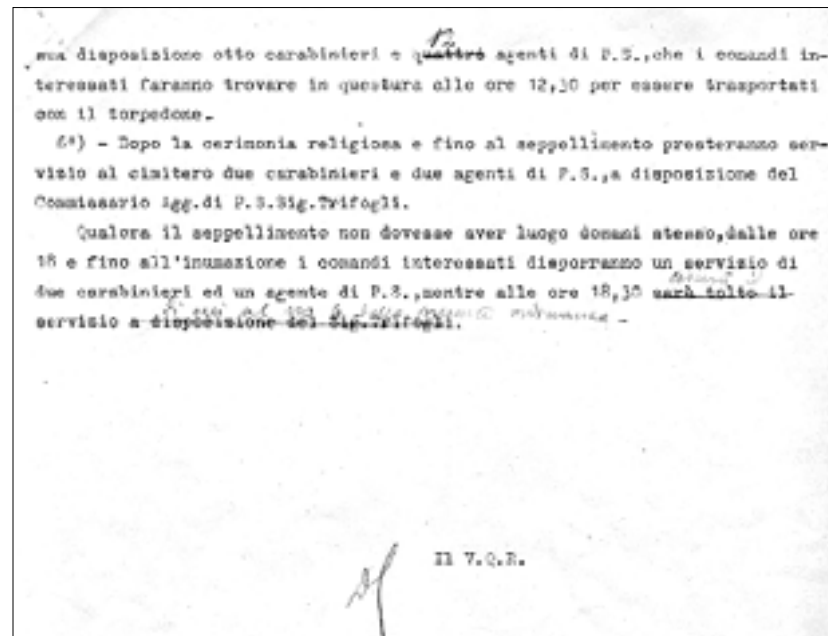 sua disposizione otto carabinieri e quattro 12 agenti di P.S.,che i comandi in-
teressati faranno trovare in questura alle ore 12,30 per essere trasportati
con il torpedone.-
6°) - Dopo la cerimonia religiosa e fino al seppellimento presteranno ser-
vizio al cimitero due carabinieri e due agenti di P.S.,a disposizione del
Commissario Agg.di P.S.Sig.Trifogli.
Qualora il seppellimento non dovesse aver luogo domani stesso,dalle ore
18 e fino all'inumazione i comandi interessati disporranno un servizio di
due carabinieri ed un agente di P.S.,mentre alle ore 18,30 sarà tolto il
servizio a disposizione del Sig.Trifogli. -
Il V.Q.R.